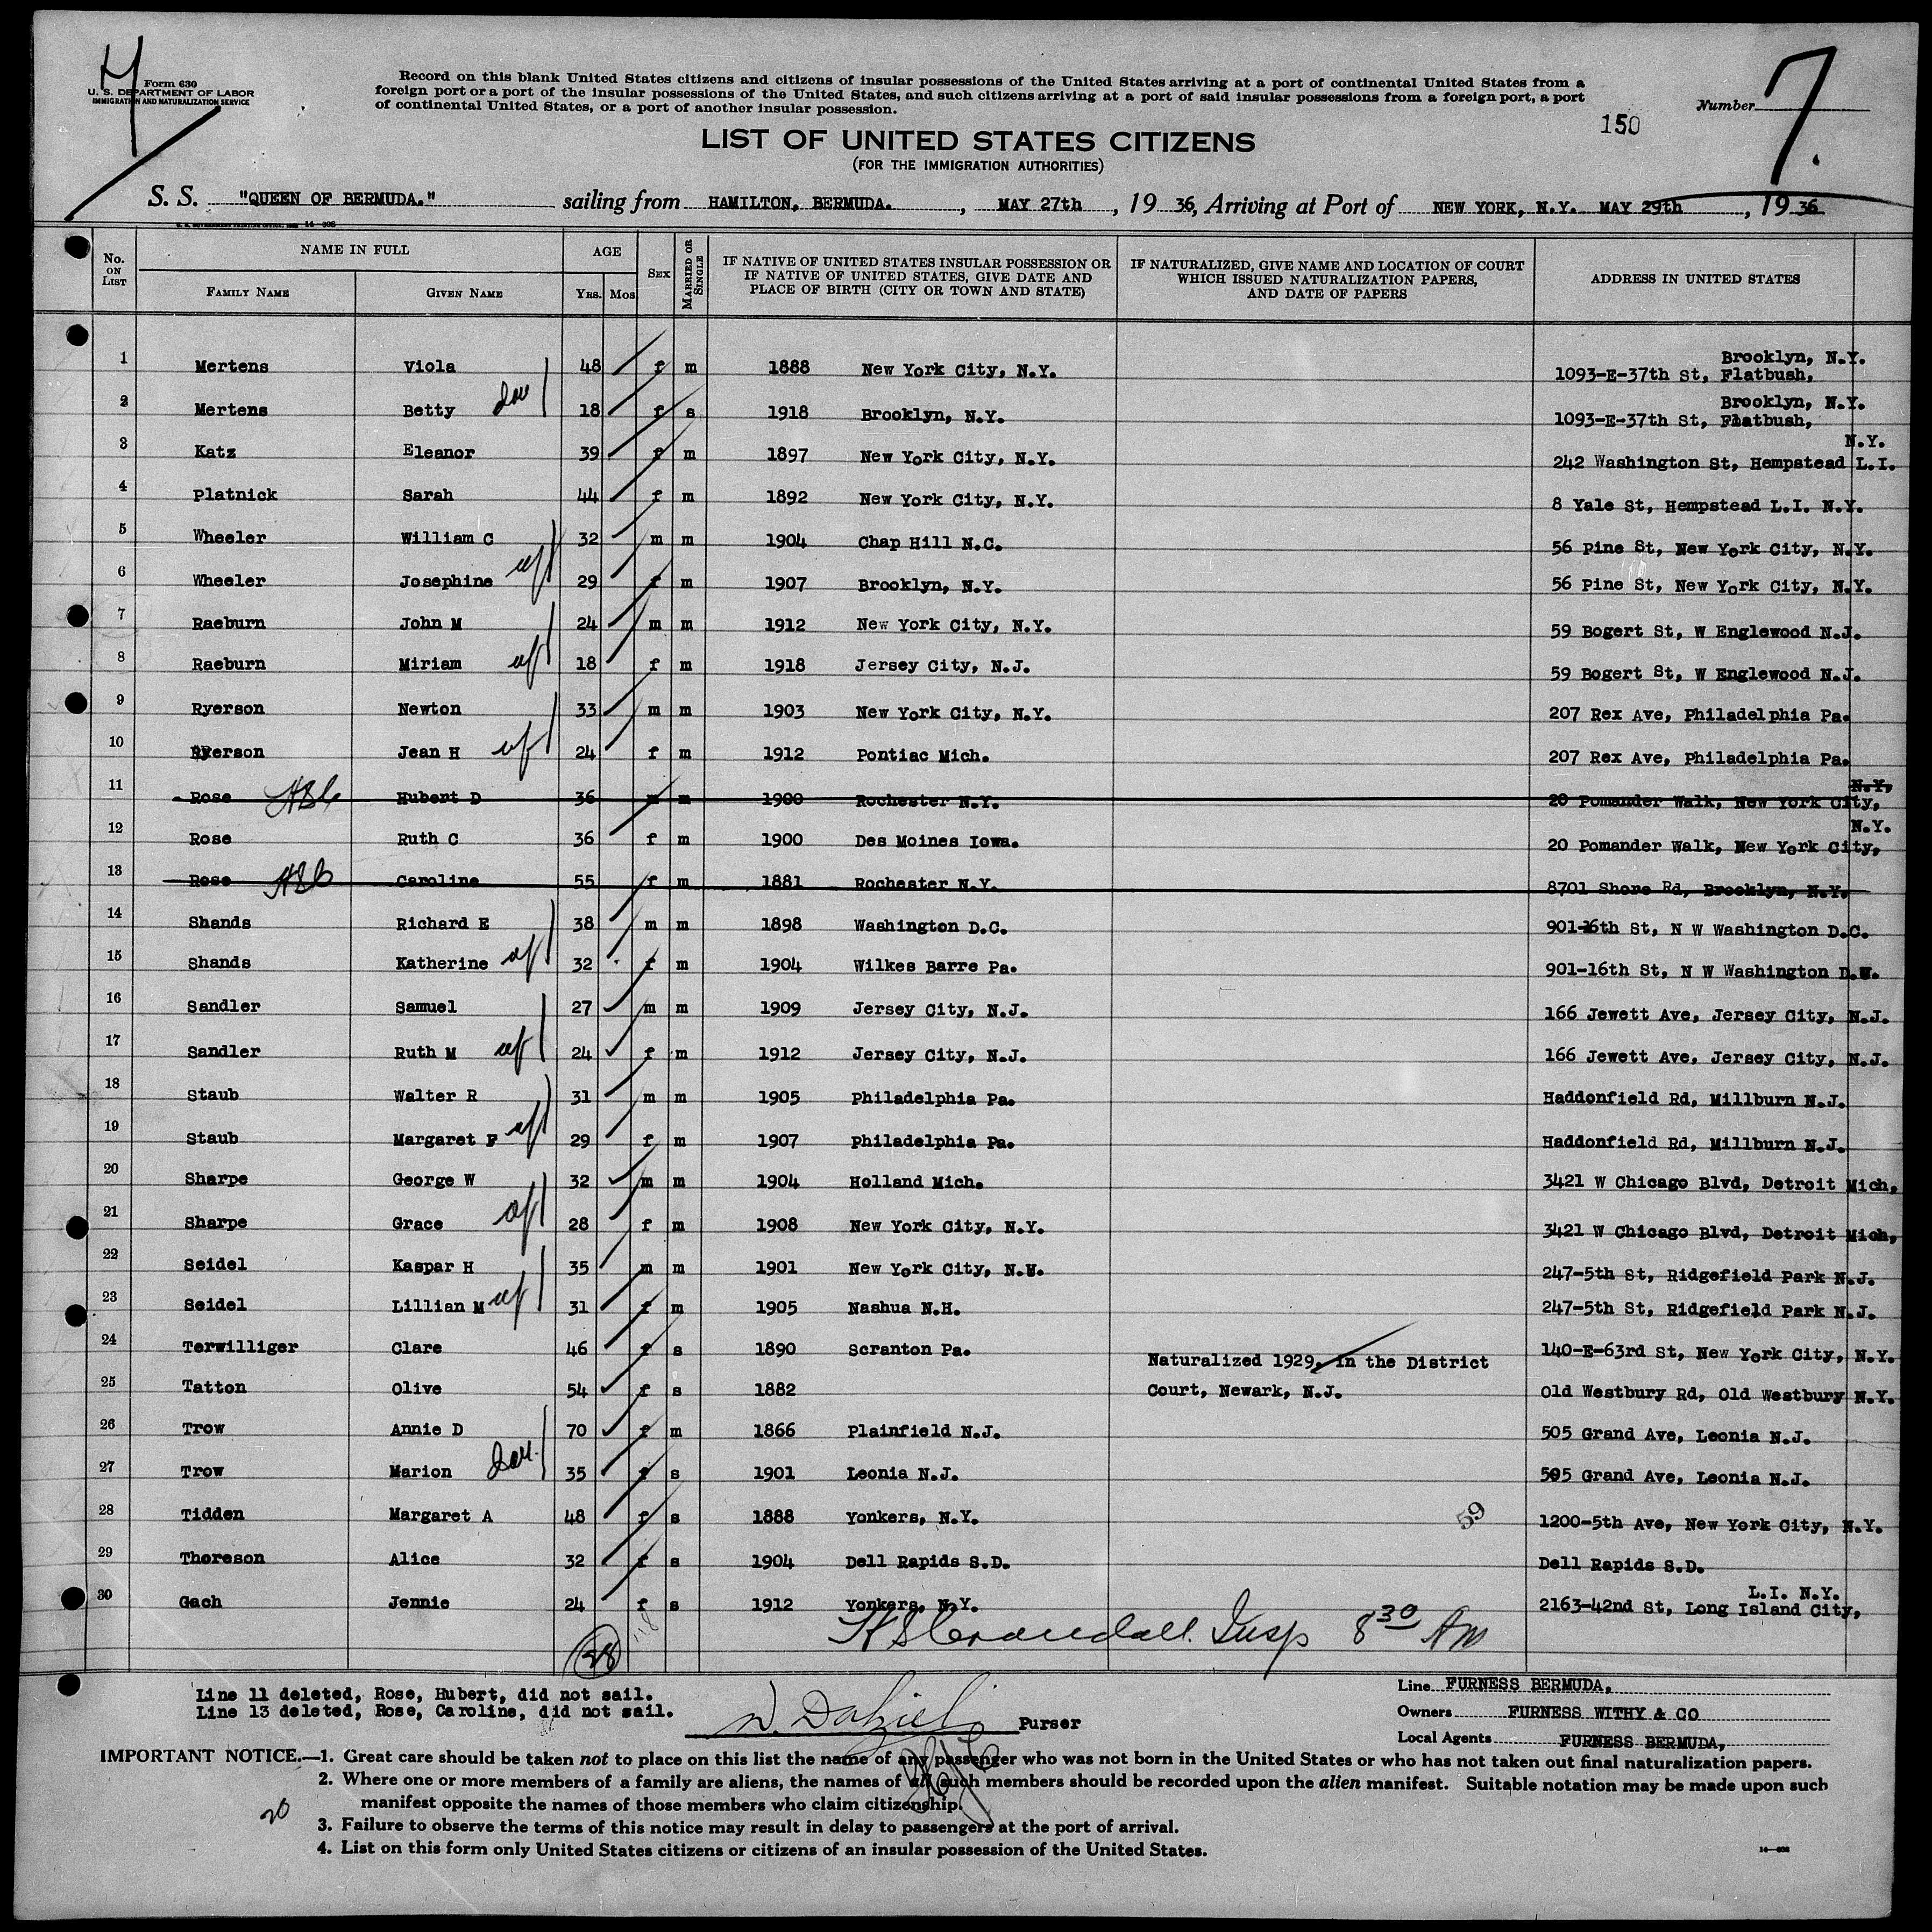 H
Form 630
U. S. DEPARTMENT OF LABOR
IMMIGRATION AND NATURALIZATION SERVICE
Record on this blank United States citizens and citizens of insular possessions of the United States arriving at a port of continental United States from a
foreign port or a port of the insular possessions of the United States, and such citizens arriving at a port of said insular possessions from a foreign port, a port
of continental United States, or a port of another insular possession.
Number 7.
150
LIST OF UNITED STATES CITIZENS
(FOR THE IMMIGRATION AUTHORITIES)
S. S. "QUEEN OF BERMUDA." sailing from HAMILTON, BERMUDA. , MAY 27th , 19 36, Arriving at Port of NEW YORK, N.Y. MAY 29th , 19 36
No. ON LIST NAME IN FULL FAMILY NAME GIVEN NAME AGE YRS. MOS. SEX MARRIED OR SINGLE IF NATIVE OF UNITED STATES INSULAR POSSESSION OR IF NATIVE OF UNITED STATES, GIVE DATE AND PLACE OF BIRTH (CITY OR TOWN AND STATE) IF NATURALIZED, GIVE NAME AND LOCATION OF COURT WHICH ISSUED NATURALIZATION PAPERS, AND DATE OF PAPERS ADDRESS IN UNITED STATES
1 Mertens Viola 48 f m 1888 New York City, N.Y. 1093-E-37th St, Flatbush, Brooklyn, N.Y.
2 Mertens Betty dau 18 f s 1918 Brooklyn, N.Y. 1093-E-37th St, Flatbush, Brooklyn, N.Y.
3 Katz Eleanor 39 f m 1897 New York City, N.Y. 242 Washington St, Hempstead L.I. N.Y.
4 Platnick Sarah 44 f m 1892 New York City, N.Y. 8 Yale St, Hempstead L.I. N.Y.
5 Wheeler William C 32 m m 1904 Chap Hill N.C. 56 Pine St, New York City, N.Y.
6 Wheeler Josephine wf 29 f m 1907 Brooklyn, N.Y. 56 Pine St, New York City, N.Y.
7 Raeburn John M 24 m m 1912 New York City, N.Y. 59 Bogert St, W Englewood N.J.
8 Raeburn Miriam wf 18 f m 1918 Jersey City, N.J. 59 Bogert St, W Englewood N.J.
9 Ryerson Newton 33 m m 1903 New York City, N.Y. 207 Rex Ave, Philadelphia Pa.
10 Ryerson Jean H wf 24 f m 1912 Pontiac Mich. 207 Rex Ave, Philadelphia Pa.
11 Rose Hubert D 36 m m 1900 Rochester N.Y. 20 Pomander Walk, New York City, N.Y.
12 Rose Ruth C 36 f m 1900 Des Moines Iowa. 20 Pomander Walk, New York City, N.Y.
13 Rose Caroline 55 f m 1881 Rochester N.Y. 8701 Shore Rd, Brooklyn, N.Y.
14 Shands Richard E 38 m m 1898 Washington D.C. 901-16th St, N W Washington D.C.
15 Shands Katherine wf 32 f m 1904 Wilkes Barre Pa. 901-16th St, N W Washington D.C.
16 Sandler Samuel 27 m m 1909 Jersey City, N.J. 166 Jewett Ave, Jersey City, N.J.
17 Sandler Ruth M wf 24 f m 1912 Jersey City, N.J. 166 Jewett Ave, Jersey City, N.J.
18 Staub Walter R 31 m m 1905 Philadelphia Pa. Haddonfield Rd, Millburn N.J.
19 Staub Margaret F wf 29 f m 1907 Philadelphia Pa. Haddonfield Rd, Millburn N.J.
20 Sharpe George W 32 m m 1904 Holland Mich. 3421 W Chicago Blvd, Detroit Mich,
21 Sharpe Grace wf 28 f m 1908 New York City, N.Y. 3421 W Chicago Blvd, Detroit Mich,
22 Seidel Kaspar H 35 m m 1901 New York City, N.Y. 247-5th St, Ridgefield Park N.J.
23 Seidel Lillian M wf 31 f m 1905 Nashua N.H. 247-5th St, Ridgefield Park N.J.
24 Terwilliger Clare 46 f s 1890 Scranton Pa. 140-E-63rd St, New York City, N.Y.
Naturalized 1929, in the District
25 Tatton Olive 54 f s 1882 Court, Newark, N.J. Old Westbury Rd, Old Westbury N.Y.
26 Trow Annie D 70 f m 1866 Plainfield N.J. 505 Grand Ave, Leonia N.J.
27 Trow Marion Dau. 35 f s 1901 Leonia N.J. 505 Grand Ave, Leonia N.J.
28 Tidden Margaret A 48 f s 1888 Yonkers, N.Y. 59 1200-5th Ave, New York City, N.Y.
29 Thoreson Alice 32 f s 1904 Dell Rapids S.D. Dell Rapids S.D.
30 Gach Jennie 24 f s 1912 Yonkers, N.Y. 2163-42nd St, Long Island City, L.I. N.Y.
28 H S Crandall. Insp 8 30 Am
Line 11 deleted, Rose, Hubert, did not sail.
Line 13 deleted, Rose, Caroline, did not sail.
Purser
Line FURNESS BERMUDA,
Owners FURNESS WITHY & CO
Local Agents FURNESS BERMUDA,
IMPORTANT NOTICE.—1. Great care should be taken not to place on this list the name of any passenger who was not born in the United States or who has not taken out final naturalization papers.
2. Where one or more members of a family are aliens, the names of all such members should be recorded upon the alien manifest. Suitable notation may be made upon such
manifest opposite the names of those members who claim citizenship.
20
3. Failure to observe the terms of this notice may result in delay to passengers at the port of arrival.
4. List on this form only United States citizens or citizens of an insular possession of the United States.